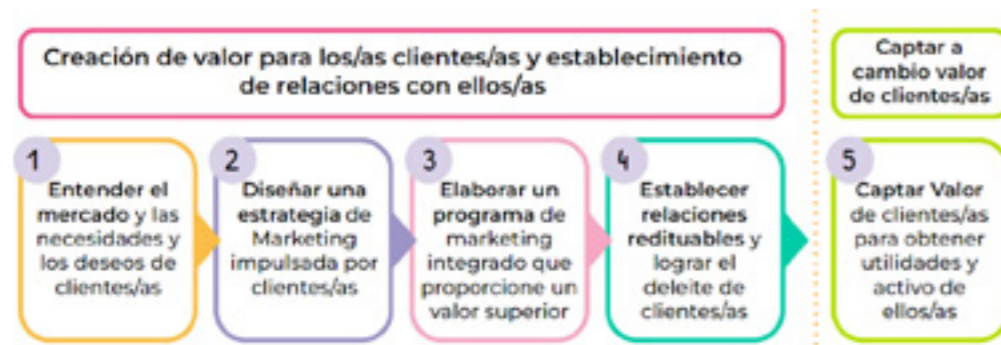 Creación de valor para los/as clientes/as y establecimiento
de relaciones con ellos/as
Captar a
cambio valor
de clientes/as
1
Entender el
mercado y las
necesidades y
los deseos de
clientes/as
2
Diseñar una
estrategia de
Marketing
impulsada por
clientes/as
3
Elaborar un
programa de
marketing
integrado que
proporcione un
valor superior
4
Establecer
relaciones
redituables y
lograr el
deleite de
clientes/as
5
Captar Valor
de clientes/as
para obtener
utilidades y
activo de
ellos/as